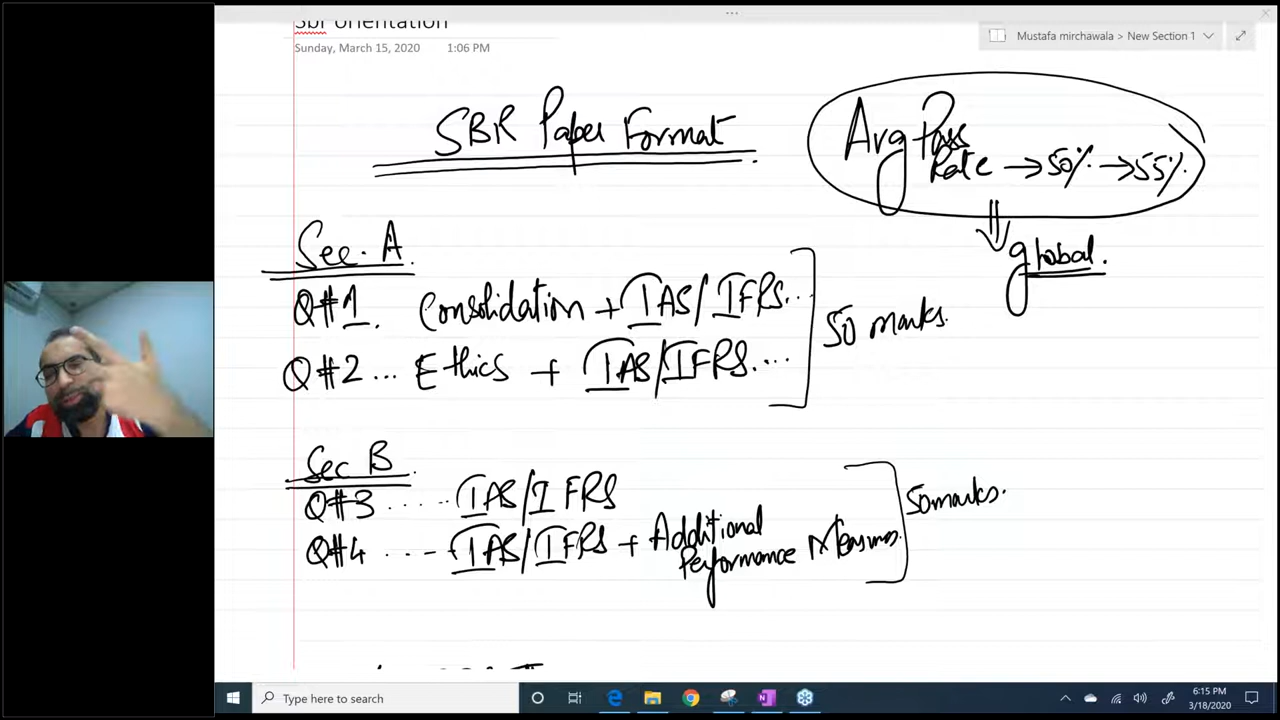 Sbr orientation
Sunday, March 15, 2020 1:06 PM
Mustafa mirchawala > New Section 1
SBR Paper Format
Avg Pass
Rate → 50% → 55%
global.
Sec. A
Q#1. Consolidation + IAS/IFRS...
Q#2 ... Ethics + IAS/IFRS....
50 marks.
Sec B
Q#3 ..... IAS/IFRS
Q#4 ... - IAS/IFRS + Additional
Performance Measures.
50 marks.
Type here to search
6:15 PM
3/18/2020